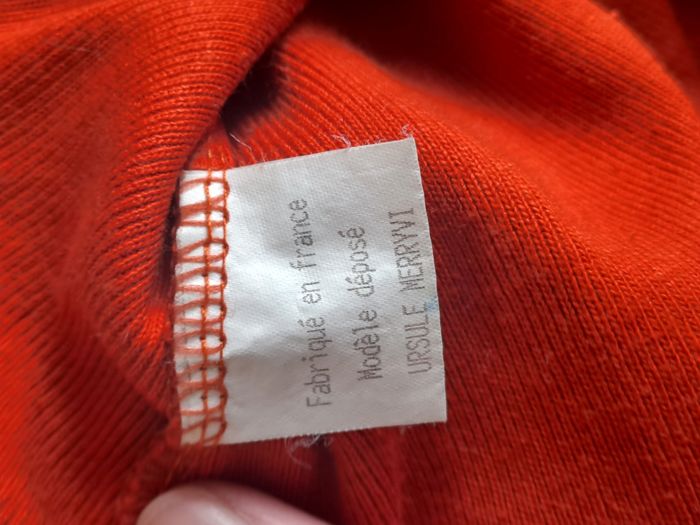 Fabriqué en france
Modèle déposé
URSULE MERRYVI